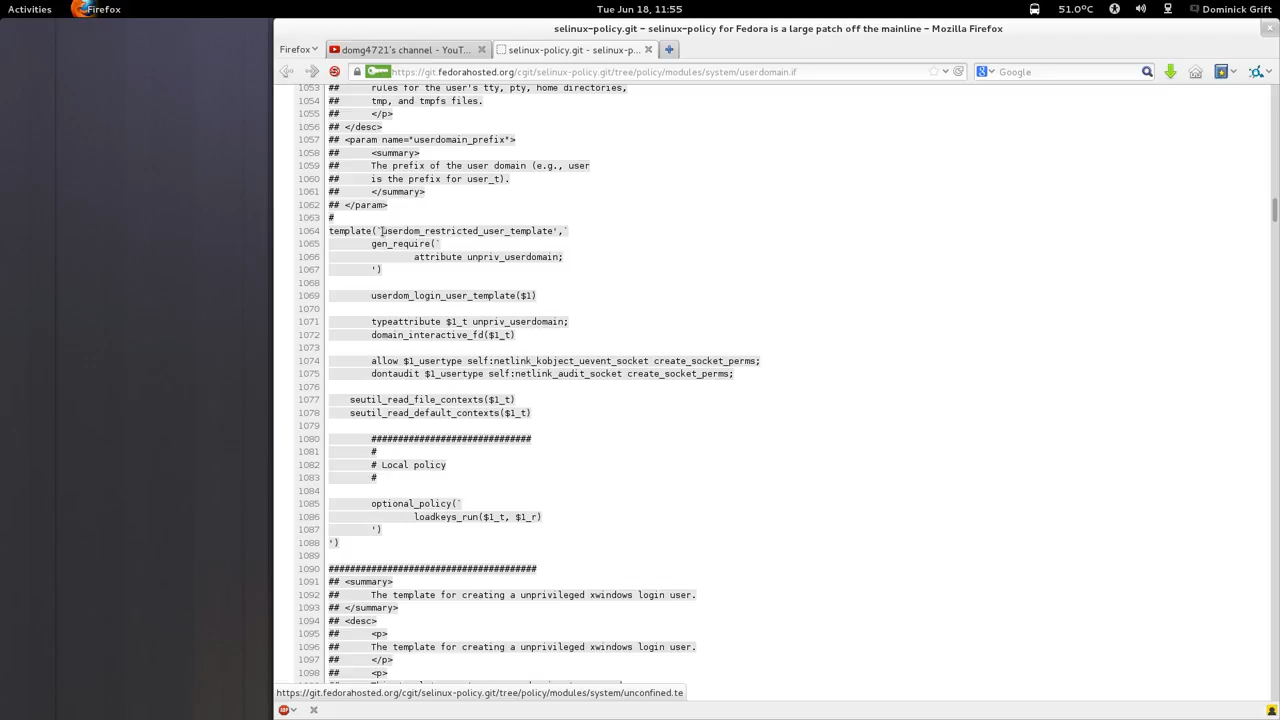 Activities Firefox Tue Jun 18, 11:55 51.0°C Dominick Grift
selinux-policy.git - selinux-policy for Fedora is a large patch off the mainline - Mozilla Firefox
Firefox domg4721's channel - YouT... selinux-policy.git - selinux-p...
https://git.fedorahosted.org/cgit/selinux-policy.git/tree/policy/modules/system/userdomain.if Google
1053 ## rules for the user's tty, pty, home directories,
1054 ## tmp, and tmpfs files.
1055 ## </p>
1056 ## </desc>
1057 ## <param name="userdomain_prefix">
1058 ## <summary>
1059 ## The prefix of the user domain (e.g., user
1060 ## is the prefix for user_t).
1061 ## </summary>
1062 ## </param>
1063 #
1064 template(`userdom_restricted_user_template',`
1065 gen_require(`
1066 attribute unpriv_userdomain;
1067 ')
1068
1069 userdom_login_user_template($1)
1070
1071 typeattribute $1_t unpriv_userdomain;
1072 domain_interactive_fd($1_t)
1073
1074 allow $1_usertype self:netlink_kobject_uevent_socket create_socket_perms;
1075 dontaudit $1_usertype self:netlink_audit_socket create_socket_perms;
1076
1077 seutil_read_file_contexts($1_t)
1078 seutil_read_default_contexts($1_t)
1079
1080 ##############################
1081 #
1082 # Local policy
1083 #
1084
1085 optional_policy(`
1086 loadkeys_run($1_t, $1_r)
1087 ')
1088 ')
1089
1090 #######################################
1091 ## <summary>
1092 ## The template for creating a unprivileged xwindows login user.
1093 ## </summary>
1094 ## <desc>
1095 ## <p>
1096 ## The template for creating a unprivileged xwindows login user.
1097 ## </p>
1098 ## <p>
https://git.fedorahosted.org/cgit/selinux-policy.git/tree/policy/modules/system/unconfined.te